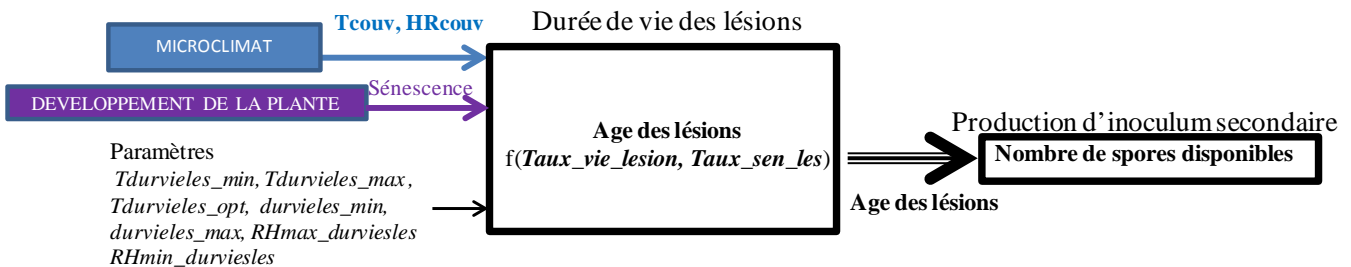 Tcouv, HRcouv
Durée de vie des lésions
MICROCLIMAT
Sénescence
DEVELOPPEMENT DE LA PLANTE
Age des lésions
f(Taux_vie_lesion, Taux_sen_les)
Production d'inoculum secondaire
Nombre de spores disponibles
Age des lésions
Paramètres
Tdurvieles_min, Tdurvieles_max,
Tdurvieles_opt, durvieles_min,
durvieles_max, RHmax_durviesles
RHmin_durviesles